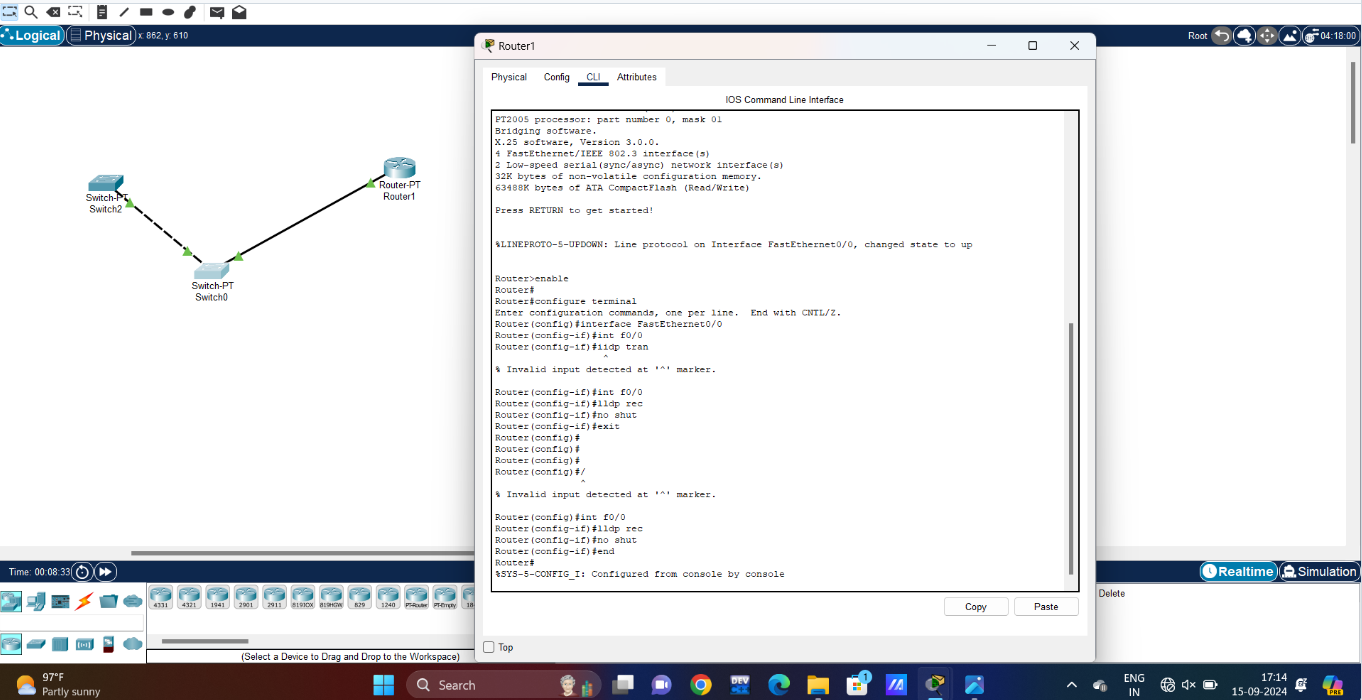 Logical
Physical
x: 862, y: 610
Root
04:18:00
Switch-PT
Switch2
Router-PT
Router1
Switch-PT
Switch0
Router1
Physical
Config
CLI
Attributes
IOS Command Line Interface
PT2005 processor: part number 0, mask 01
Bridging software.
X.25 software, Version 3.0.0.
4 FastEthernet/IEEE 802.3 interface(s)
2 Low-speed serial(sync/async) network interface(s)
32K bytes of non-volatile configuration memory.
63488K bytes of ATA CompactFlash (Read/Write)
Press RETURN to get started!
%LINEPROTO-5-UPDOWN: Line protocol on Interface FastEthernet0/0, changed state to up
Router>enable
Router#
Router#configure terminal
Enter configuration commands, one per line.  End with CNTL/Z.
Router(config)#interface FastEthernet0/0
Router(config-if)#int f0/0
Router(config-if)#iidp tran
^
% Invalid input detected at '^' marker.
Router(config-if)#int f0/0
Router(config-if)#lldp rec
Router(config-if)#no shut
Router(config-if)#exit
Router(config)#
Router(config)#
Router(config)#
Router(config)#/
^
% Invalid input detected at '^' marker.
Router(config)#int f0/0
Router(config-if)#lldp rec
Router(config-if)#no shut
Router(config-if)#end
Router#
%SYS-5-CONFIG_I: Configured from console by console
Copy
Paste
Top
Time: 00:08:33
Realtime
Simulation
4331
4321
1941
2901
2911
819IOX
819HGW
829
1240
PT-Router
PT-Empty
18
Delete
(Select a Device to Drag and Drop to the Workspace)
97°F
Partly sunny
Search
DEV
1
ENG
IN
17:14
15-09-2024
PRE